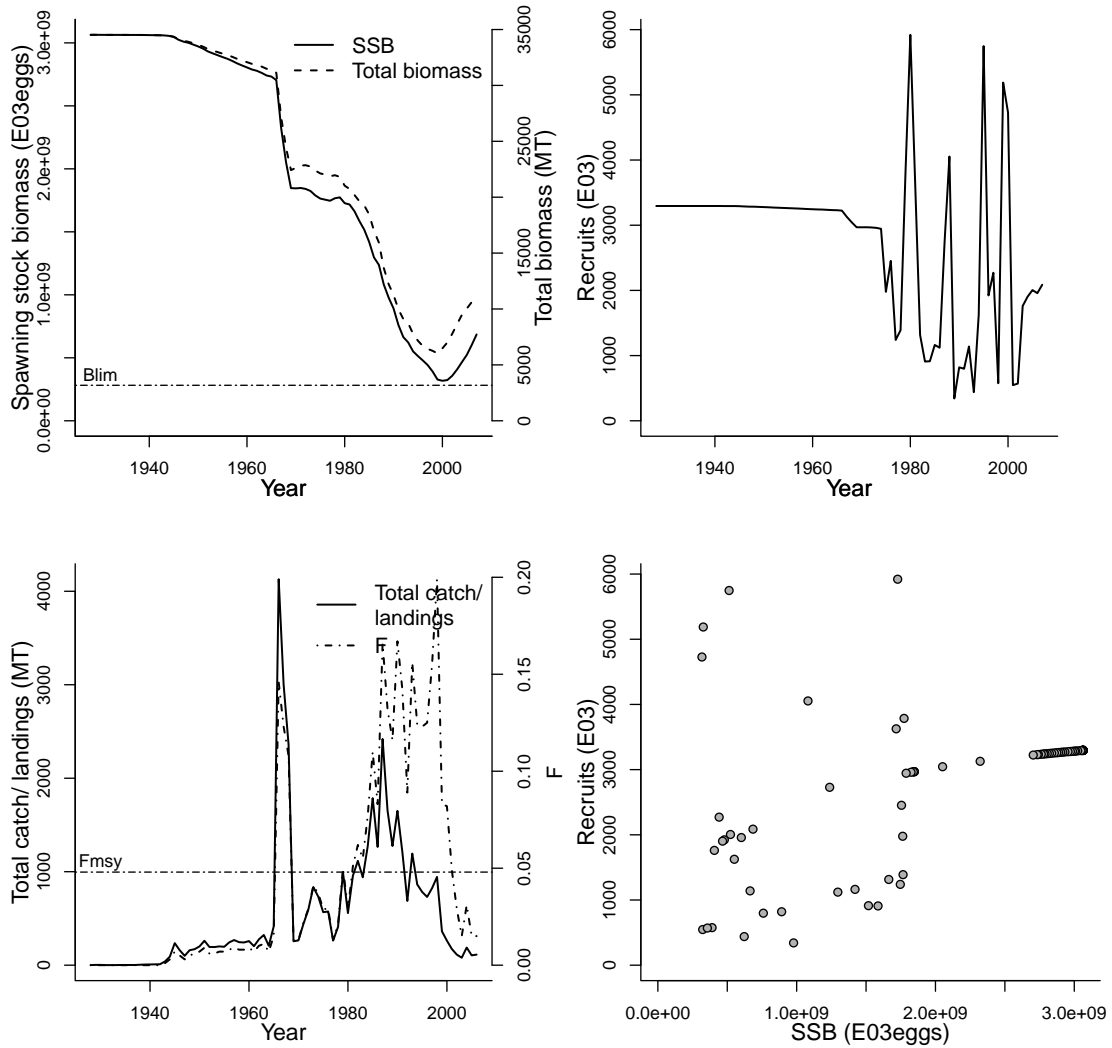 Spawning stock biomass (E03eggs)
0.0e+00 1.0e+09 2.0e+09 3.0e+09
SSB
Total biomass
Blim
0 5000 15000 25000 35000
Total biomass (MT)
1940 1960 1980 2000
Year
Recruits (E03)
0 1000 2000 3000 4000 5000 6000
1940 1960 1980 2000
Year
Total catch/ landings (MT)
0 1000 2000 3000 4000
Total catch/
landings
F
Fmsy
0.00 0.05 0.10 0.15 0.20
F
1940 1960 1980 2000
Year
Recruits (E03)
0 1000 2000 3000 4000 5000 6000
0.0e+00 1.0e+09 2.0e+09 3.0e+09
SSB (E03eggs)